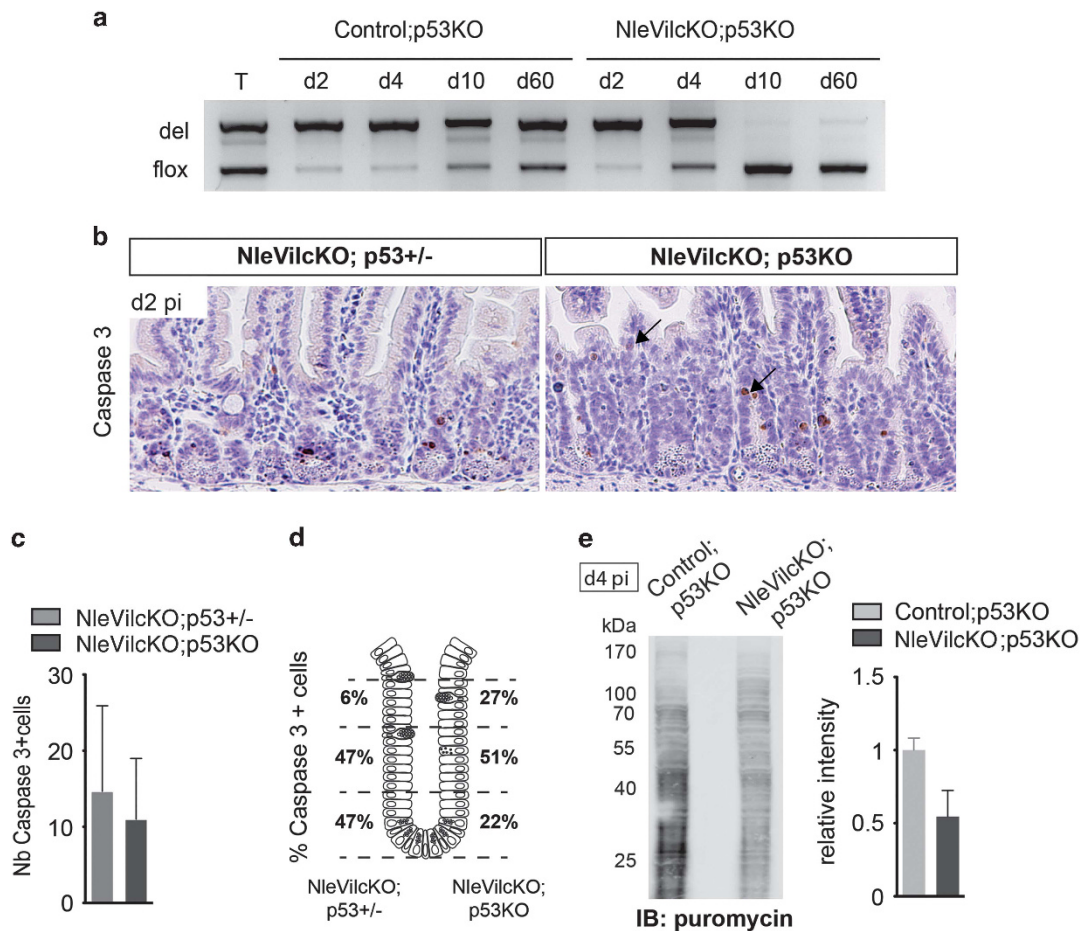 a
Control;p53KO NleVilcKO;p53KO
T d2 d4 d10 d60 d2 d4 d10 d60
del
flox
b
NleVilcKO; p53+/- NleVilcKO; p53KO
d2 pi
Caspase 3
c
NleVilcKO;p53+/-
NleVilcKO;p53KO
Nb Caspase 3+cells
30
20
10
0
d
% Caspase 3 + cells
6% 27%
47% 51%
47% 22%
NleVilcKO; p53+/-
NleVilcKO; p53KO
e
d4 pi
Control; p53KO
NleVilcKO; p53KO
kDa
170
100
70
55
40
25
IB: puromycin
Control;p53KO
NleVilcKO;p53KO
relative intensity
1.5
1
0.5
0